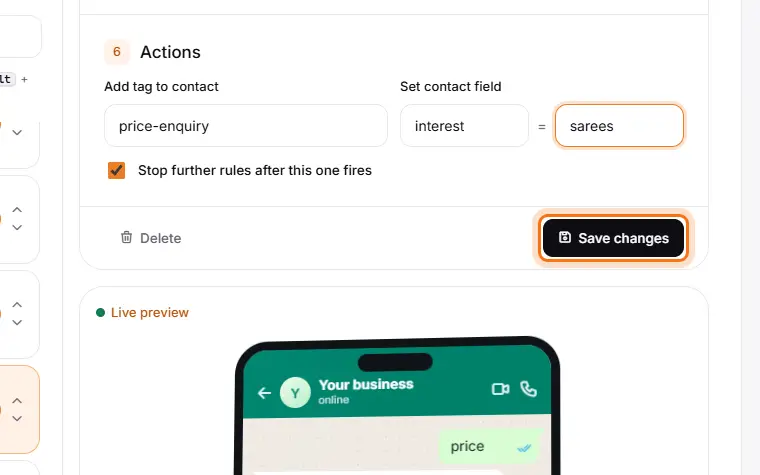 lt +
6 Actions
Add tag to contact Set contact field
price-enquiry interest = sarees
Stop further rules after this one fires
Delete Save changes
Live preview
Y Your business
online
price